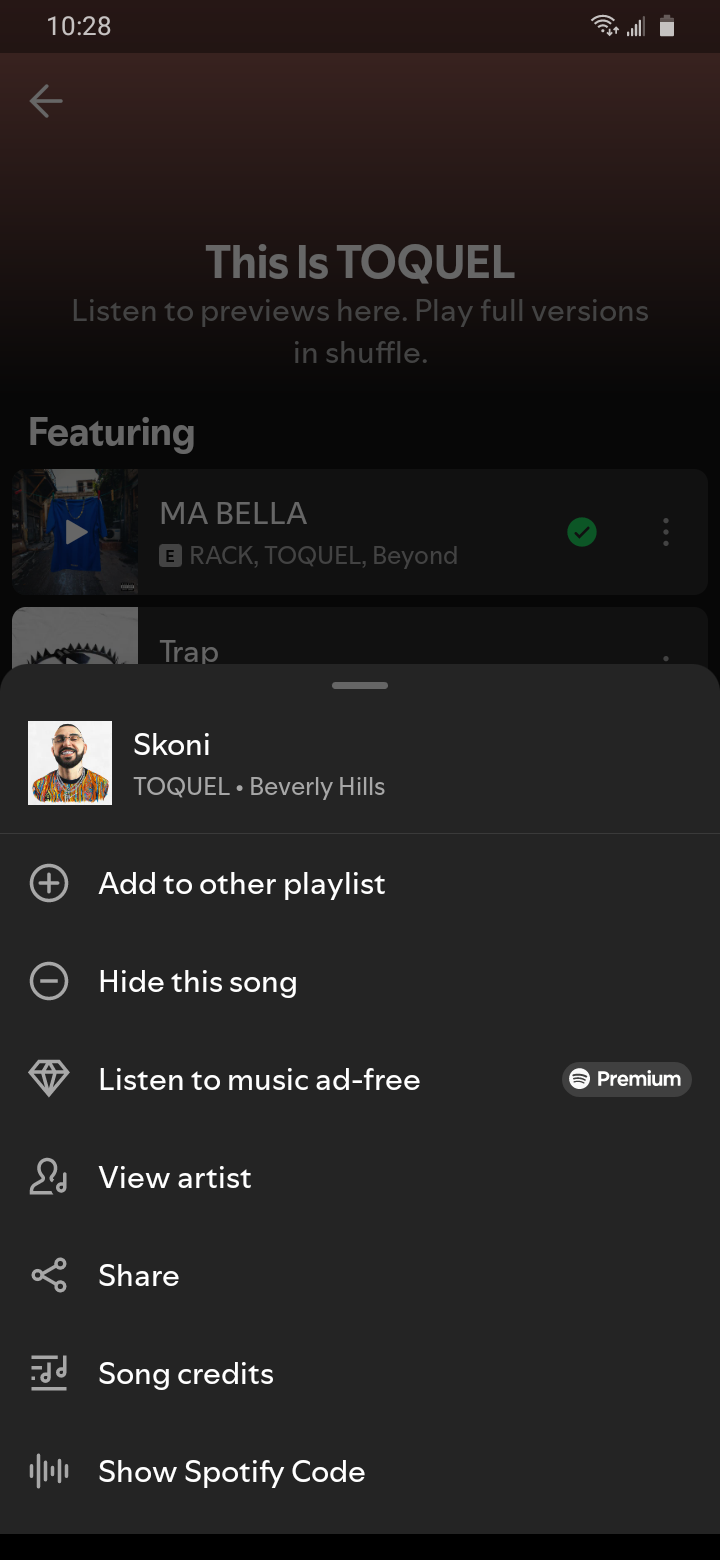 10:28
This Is TOQUEL
Listen to previews here. Play full versions
in shuffle.
Featuring
MA BELLA
E RACK, TOQUEL, Beyond
Trap
Skoni
TOQUEL • Beverly Hills
Add to other playlist
Hide this song
Listen to music ad-free
Premium
View artist
Share
Song credits
Show Spotify Code